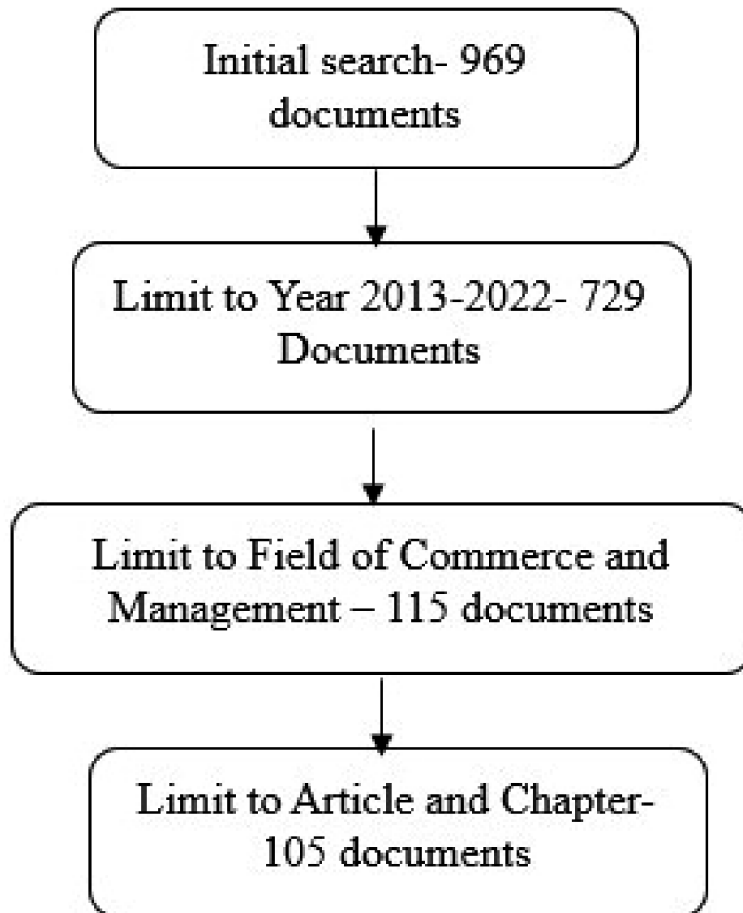 Initial search- 969
documents
Limit to Year 2013-2022- 729
Documents
Limit to Field of Commerce and
Management – 115 documents
Limit to Article and Chapter-
105 documents